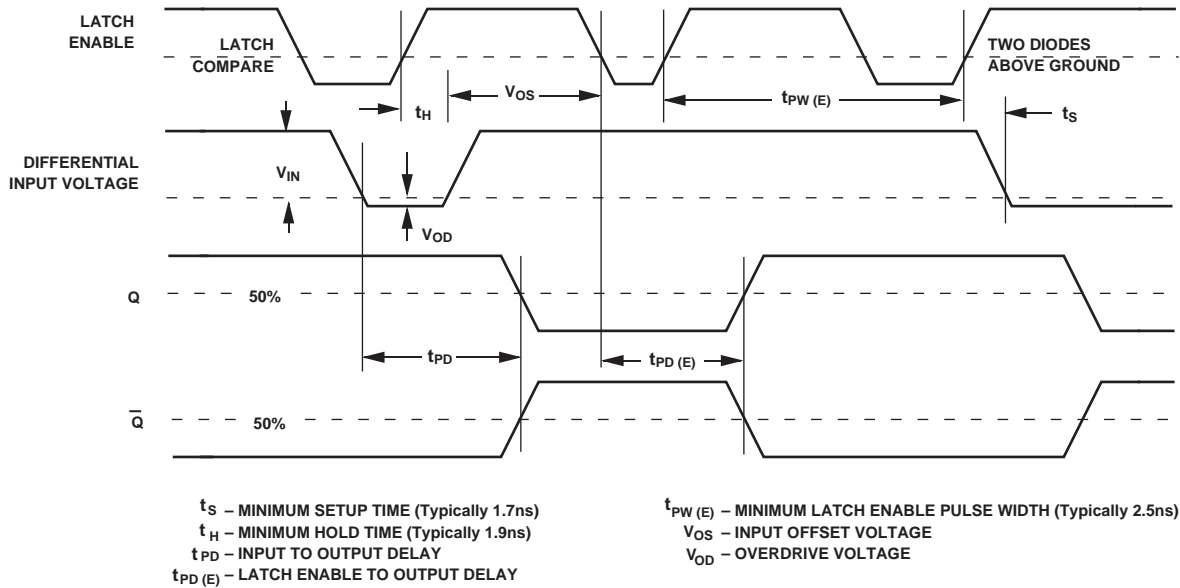 LATCH
ENABLE
LATCH
COMPARE
TWO DIODES
ABOVE GROUND
tH
VOS
tPW (E)
tS
DIFFERENTIAL
INPUT VOLTAGE
VIN
VOD
Q
50%
tPD
tPD (E)
Q̅
50%
tS – MINIMUM SETUP TIME (Typically 1.7ns)
tH – MINIMUM HOLD TIME (Typically 1.9ns)
tPD – INPUT TO OUTPUT DELAY
tPD (E) – LATCH ENABLE TO OUTPUT DELAY
tPW (E) – MINIMUM LATCH ENABLE PULSE WIDTH (Typically 2.5ns)
VOS – INPUT OFFSET VOLTAGE
VOD – OVERDRIVE VOLTAGE